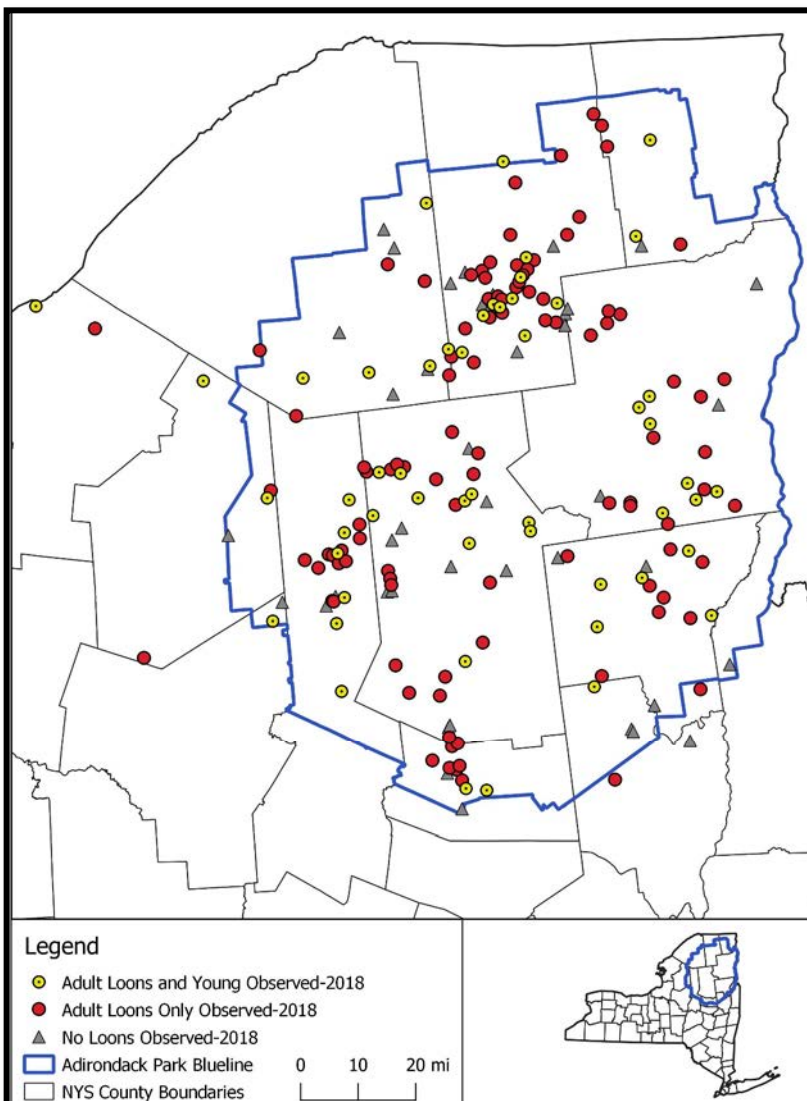 Legend
Adult Loons and Young Observed-2018
Adult Loons Only Observed-2018
No Loons Observed-2018
Adirondack Park Blueline
NYS County Boundaries
0 10 20 mi